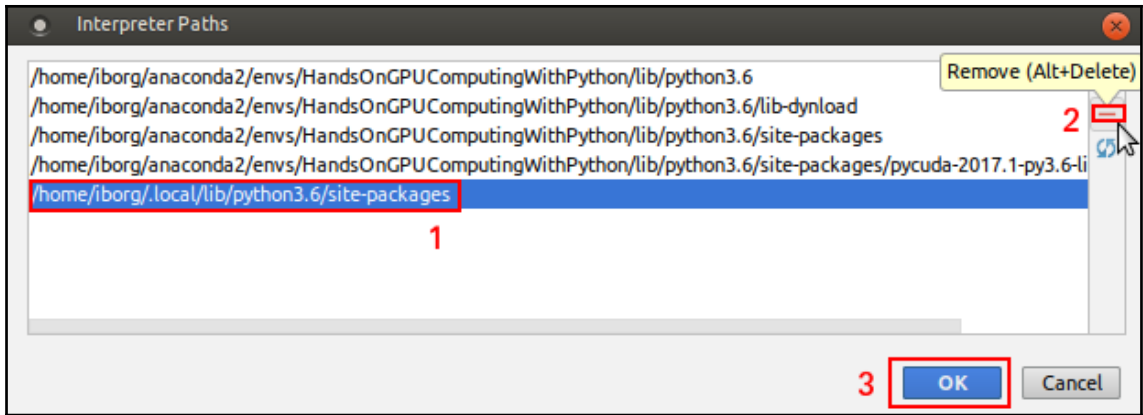 Interpreter Paths
/home/iborg/anaconda2/envs/HandsOnGPUComputingWithPython/lib/python3.6
Remove (Alt+Delete)
/home/iborg/anaconda2/envs/HandsOnGPUComputingWithPython/lib/python3.6/lib-dynload
2
/home/iborg/anaconda2/envs/HandsOnGPUComputingWithPython/lib/python3.6/site-packages
/home/iborg/anaconda2/envs/HandsOnGPUComputingWithPython/lib/python3.6/site-packages/pycuda-2017.1-py3.6-li
/home/iborg/.local/lib/python3.6/site-packages
1
3 OK Cancel